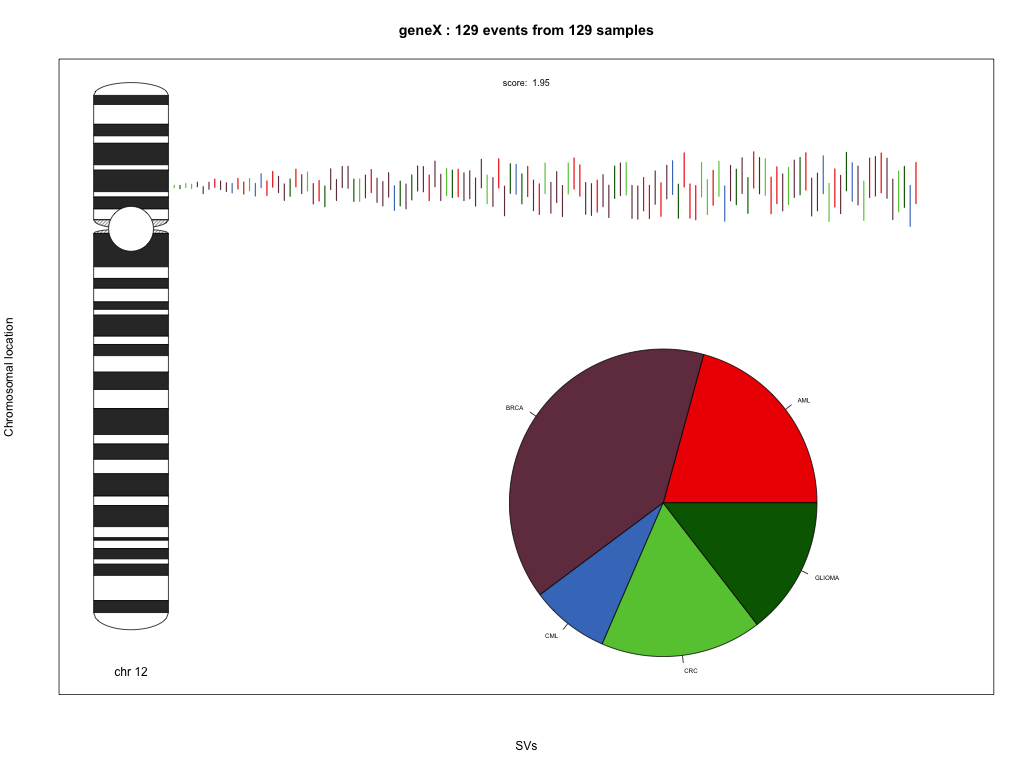 geneX : 129 events from 129 samples
score: 1.95
Chromosomal location
BRCA
AML
GLIOMA
CML
CRC
chr 12
SVs